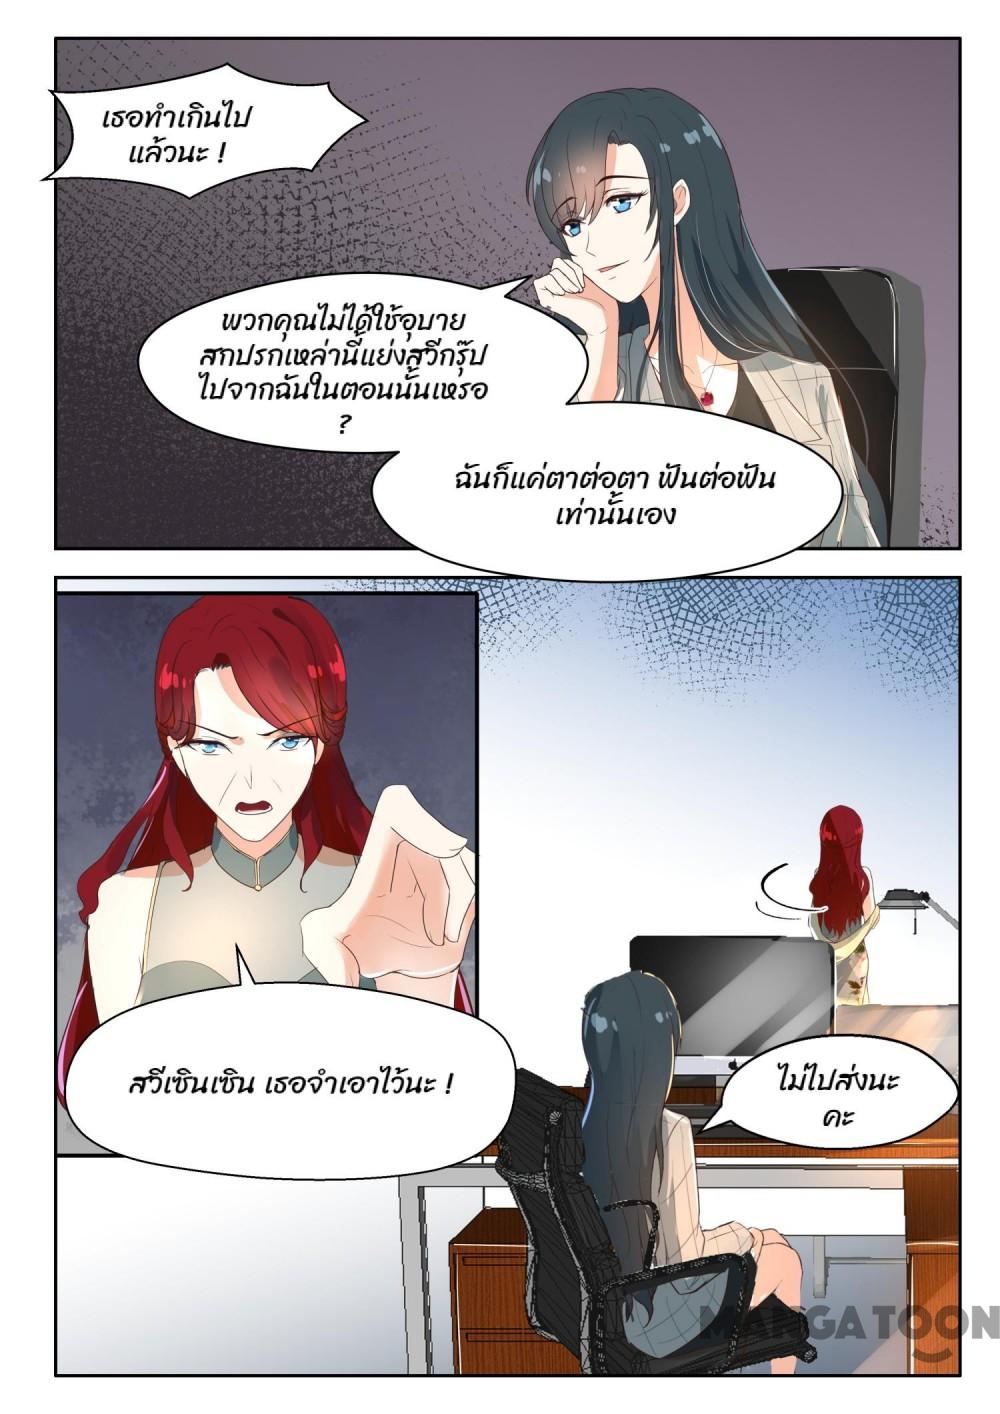 เธอทำเกินไป
แล้วนะ !
พวกคุณไม่ได้ใช้อุบาย
สกปรกเหล่านี้แย่งสวีกรุ๊ป
ไปจากฉันในตอนนั้นเหรอ
?
ฉันก็แค่ตาต่อตา ฟันต่อฟัน
เท่านั้นเอง
สวีเซินเซิน เธอจำเอาไว้นะ !
ไม่ไปส่งนะ
คะ
MANGATOON